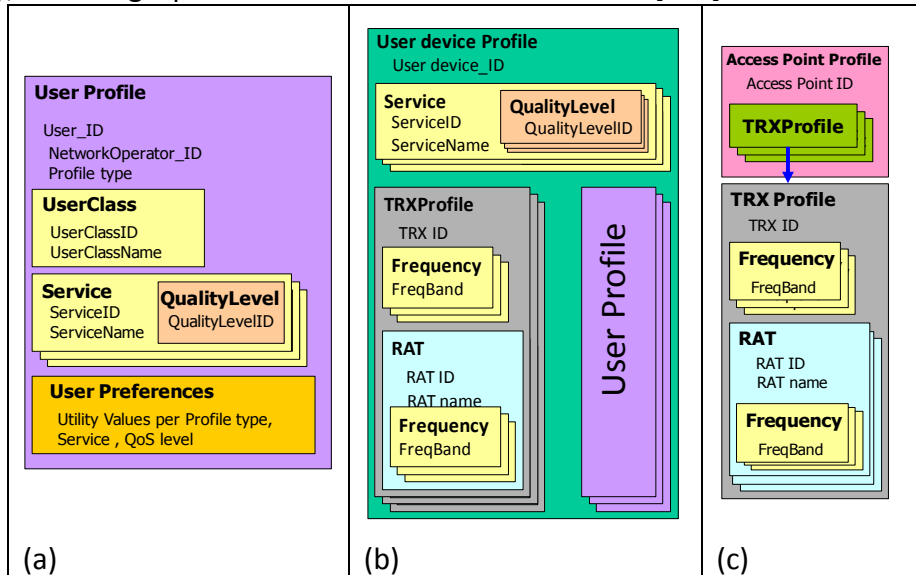 User Profile
User_ID
NetworkOperator_ID
Profile type
UserClass
UserClassID
UserClassName
Service
ServiceID
ServiceName
QualityLevel
QualityLevelID
User Preferences
Utility Values per Profile type,
Service , QoS level
(a)
User device Profile
User device_ID
Service
ServiceID
ServiceName
QualityLevel
QualityLevelID
TRXProfile
TRX ID
Frequency
FreqBand
RAT
RAT ID
RAT name
Frequency
FreqBand
User Profile
(b)
Access Point Profile
Access Point ID
TRXProfile
TRX Profile
TRX ID
Frequency
FreqBand
RAT
RAT ID
RAT name
Frequency
FreqBand
(c)